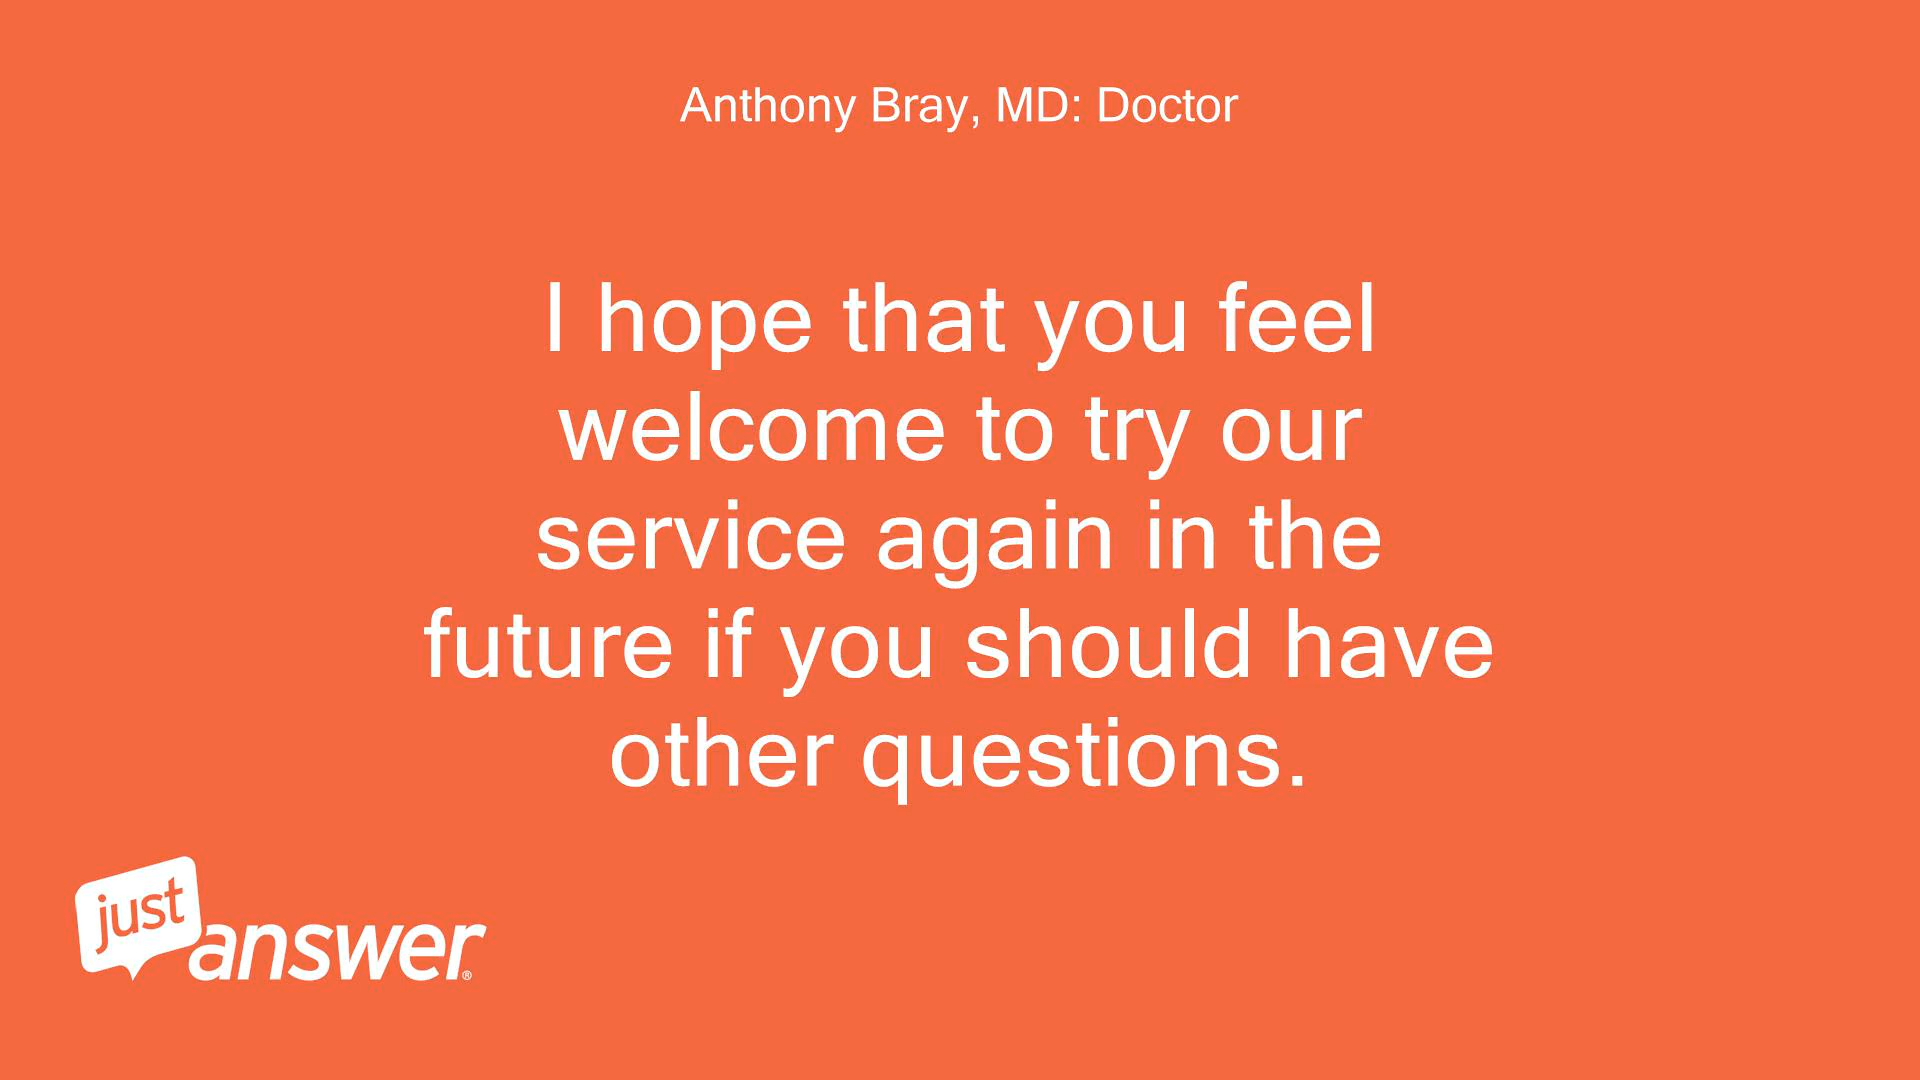 Anthony Bray, MD: Doctor
I hope that you feel
welcome to try our
service again in the
future if you should have
other questions.
just
answer®